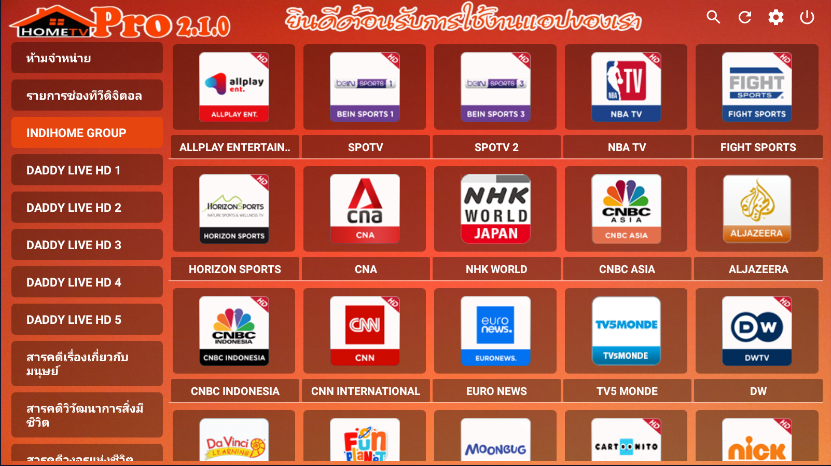 HOMETV Pro 2.1.0
ยินดีต้อนรับการใช้งานแอปของเรา
ห้ามจำหน่าย
รายการช่องทีวีดิจิตอล
INDIHOME GROUP
DADDY LIVE HD 1
DADDY LIVE HD 2
DADDY LIVE HD 3
DADDY LIVE HD 4
DADDY LIVE HD 5
สารคดีเรื่องเกี่ยวกับ
มนุษย์
สารคดีวิวัฒนาการสิ่งมี
ชีวิต
HD
allplay
ent.
ALLPLAY ENT.
HD
beIN SPORTS 1
BEIN SPORTS 1
HD
beIN SPORTS 3
BEIN SPORTS 3
NBA TV
HD
NBA TV
HD
FIGHT
SPORTS
FIGHT SPORTS
ALLPLAY ENTERTAIN..
SPOTV
SPOTV 2
NBA TV
FIGHT SPORTS
HD
HORIZON SPORTS
NATURE SPORTS & WELLNESS TV
HORIZON SPORTS
cna
CNA
NHK
WORLD
JAPAN
CNBC
ASIA
CNBC ASIA
ALJAZEERA
HORIZON SPORTS
CNA
NHK WORLD
CNBC ASIA
ALJAZEERA
HD
CNBC
INDONESIA
CNBC INDONESIA
HD
CNN
CNN
euro
news.
EURONEWS.
TV5MONDE
TV5MONDE
HD
DW
DWTV
CNBC INDONESIA
CNN INTERNATIONAL
EURO NEWS
TV5 MONDE
DW
Da Vinci
LEARNING
FUN
PLANET
MOONBUG
HD
CARTOONITO
HD
nick